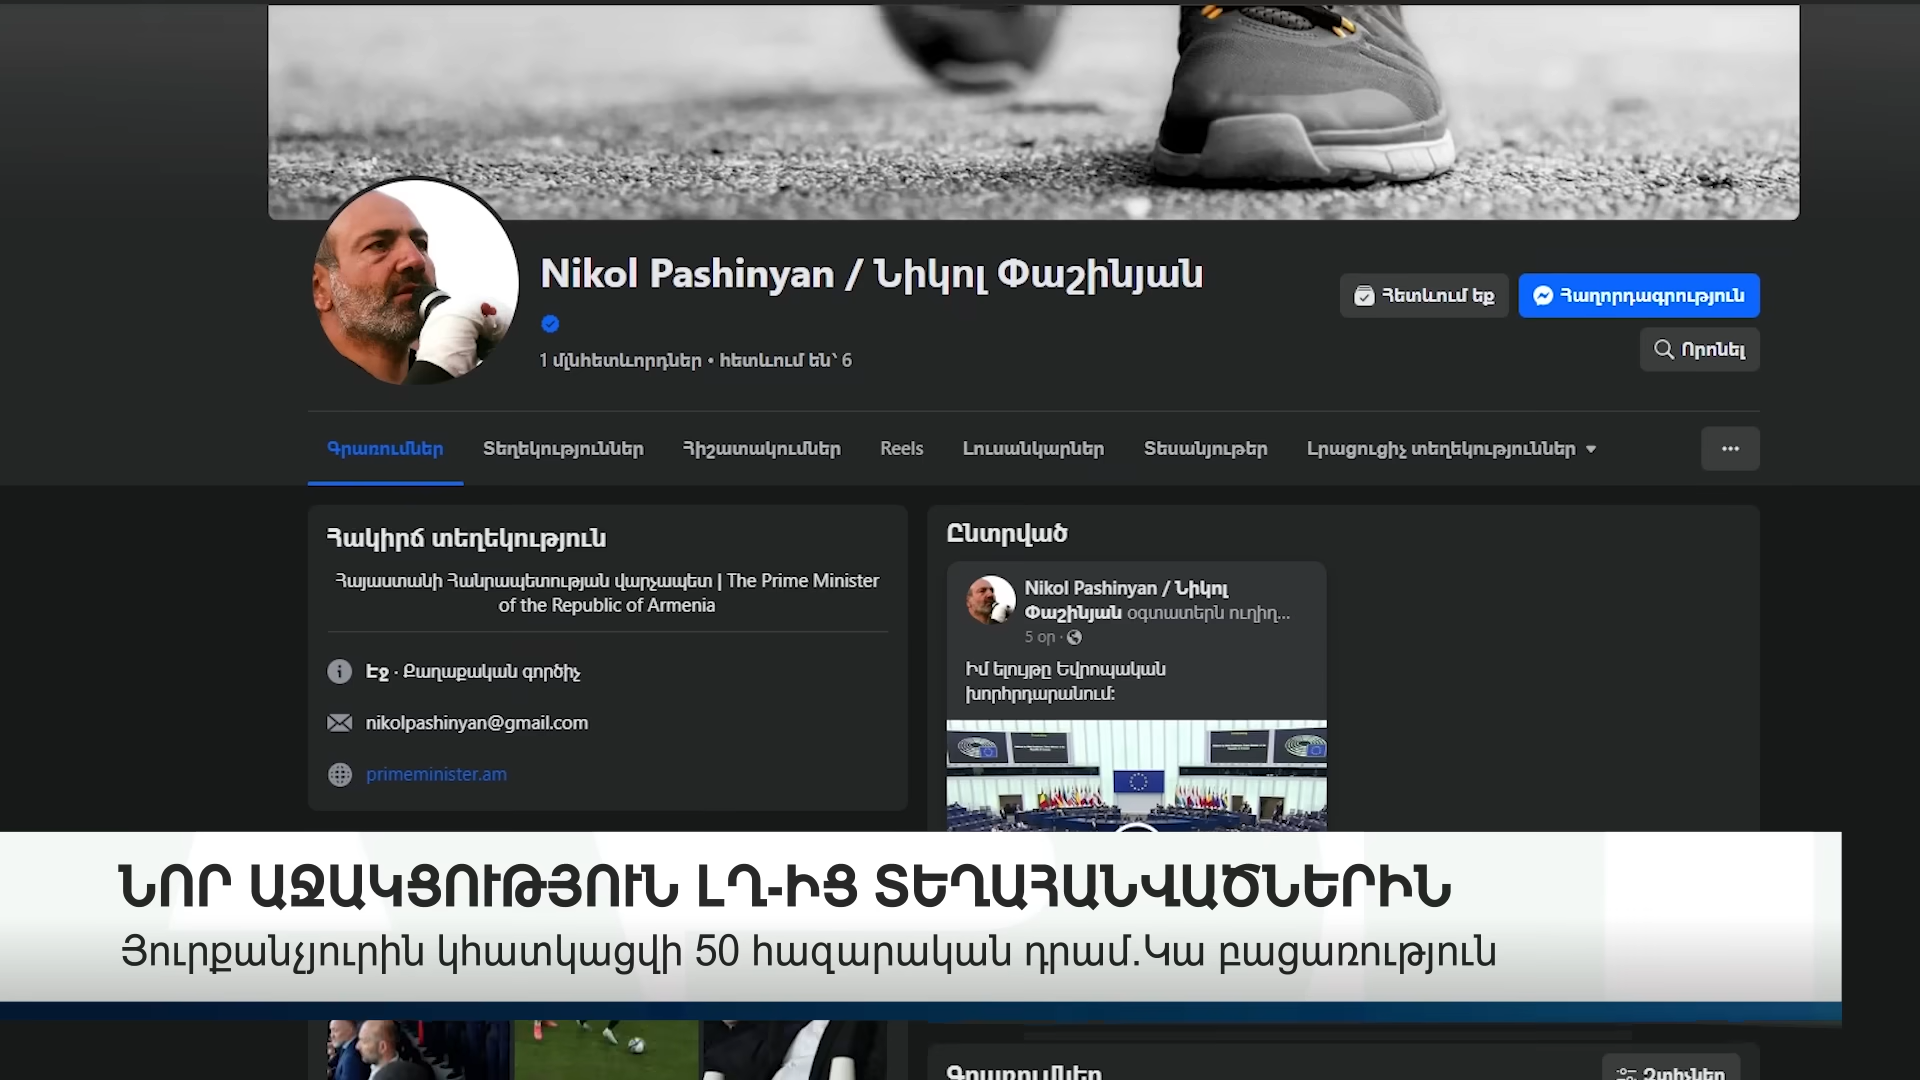 Nikol Pashinyan / Նիկոլ Փաշինյան
1 մլնհետևորդներ • հետևում են՝ 6
Հետևում եք
Հաղորդագրություն
Որոնել
Գրառումներ
Տեղեկություններ
Հիշատակումներ
Reels
Լուսանկարներ
Տեսանյութեր
Լրացուցիչ տեղեկություններ
Հակիրճ տեղեկություն
Հայաստանի Հանրապետության վարչապետ | The Prime Minister
of the Republic of Armenia
Էջ · Քաղաքական գործիչ
nikolpashinyan@gmail.com
primeminister.am
Ընտրված
Nikol Pashinyan / Նիկոլ
Փաշինյան օգտատերն ուղիղ...
5 օր
Իմ ելույթը Եվրոպական
խորհրդարանում:
ՆՈՐ ԱՋԱԿՑՈՒԹՅՈՒՆ ԼՂ-ԻՑ ՏԵՂԱՀԱՆՎԱԾՆԵՐԻՆ
Յուրքանչյուրին կհատկացվի 50 հազարական դրամ.Կա բացառություն
Գրառումներ
Զտիչներ